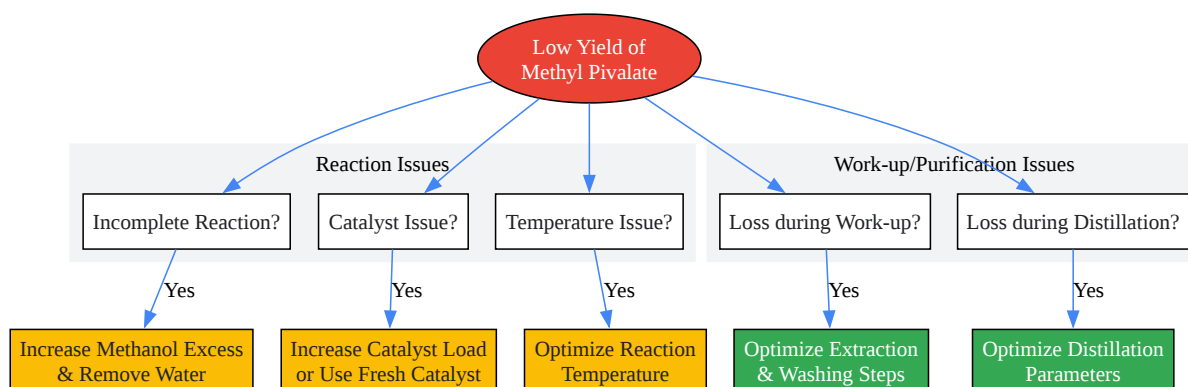 Low Yield of
Methyl Pivalate
Reaction Issues
Work-up/Purification Issues
Incomplete Reaction?
Catalyst Issue?
Temperature Issue?
Loss during Work-up?
Loss during Distillation?
Yes
Yes
Yes
Yes
Yes
Increase Methanol Excess
& Remove Water
Increase Catalyst Load
or Use Fresh Catalyst
Optimize Reaction
Temperature
Optimize Extraction
& Washing Steps
Optimize Distillation
Parameters